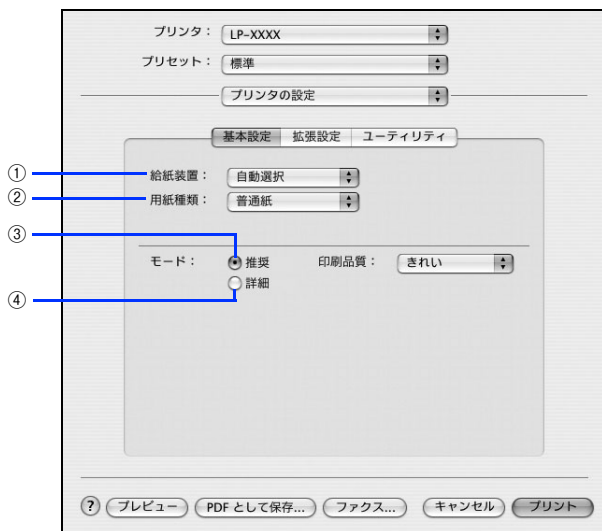 プリンタ： LP-XXXX
プリセット： 標準
プリンタの設定
基本設定 拡張設定 ユーティリティ
① 給紙装置： 自動選択
② 用紙種類： 普通紙
③
モード： 推奨 印刷品質： きれい
④ 詳細
? プレビュー PDF として保存... ファクス... キャンセル プリント